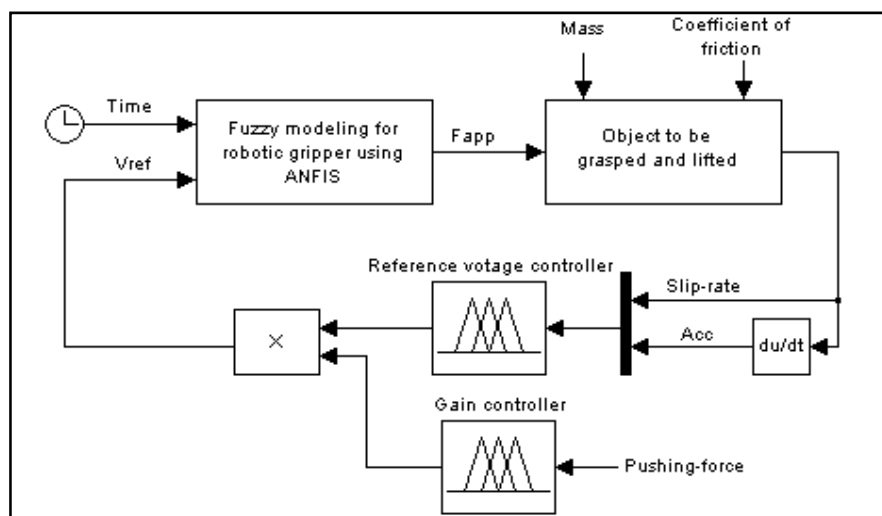 Mass
Coefficient of
friction
Time
Fuzzy modeling for
robotic gripper using
ANFIS
Fapp
Object to be
grasped and lifted
Vref
Reference votage controller
Slip-rate
×
Acc
du/dt
Gain controller
Pushing-force